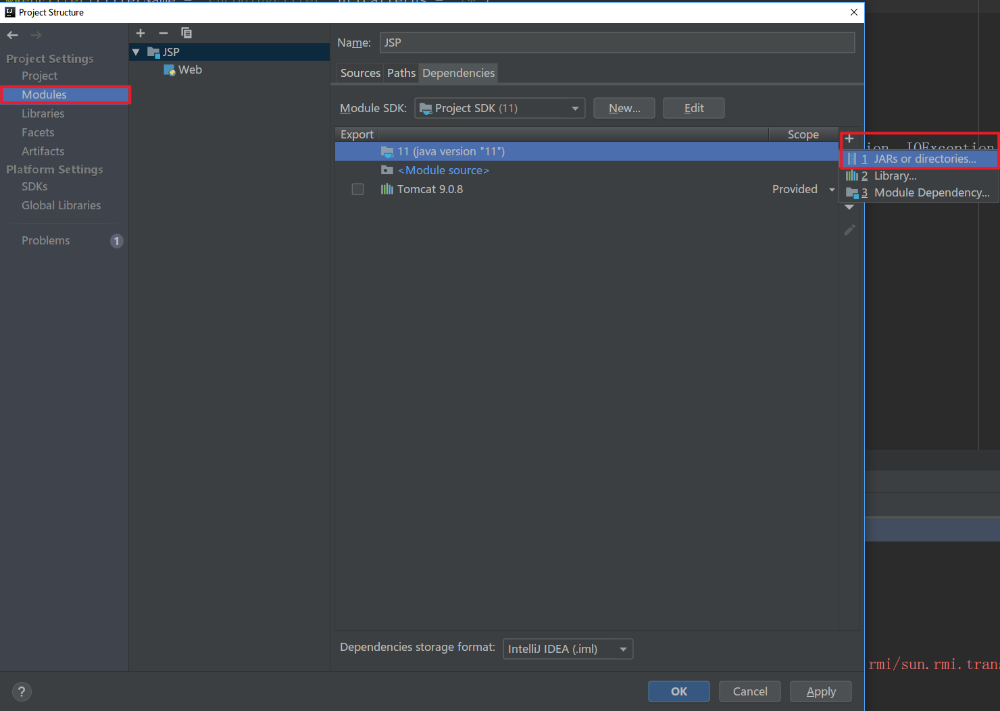 Project Structure
Project Settings
Project
Modules
Libraries
Facets
Artifacts
Platform Settings
SDKs
Global Libraries
Problems 1
JSP
Web
Name: JSP
Sources Paths Dependencies
Module SDK: Project SDK (11) New... Edit
Export Scope
11 (java version "11")
<Module source>
Tomcat 9.0.8 Provided
ion, IOException
1 JARs or directories...
2 Library...
3 Module Dependency...
Dependencies storage format: IntelliJ IDEA (.iml)
rmi/sun.rmi.trans
? OK Cancel Apply